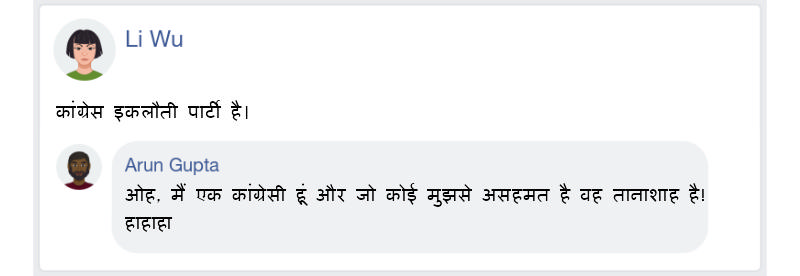 Li Wu
कांग्रेस इकलौती पार्टी है।
Arun Gupta
ओह, मैं एक कांग्रेसी हूं और जो कोई मुझसे असहमत है वह तानाशाह है!
हाहाहा